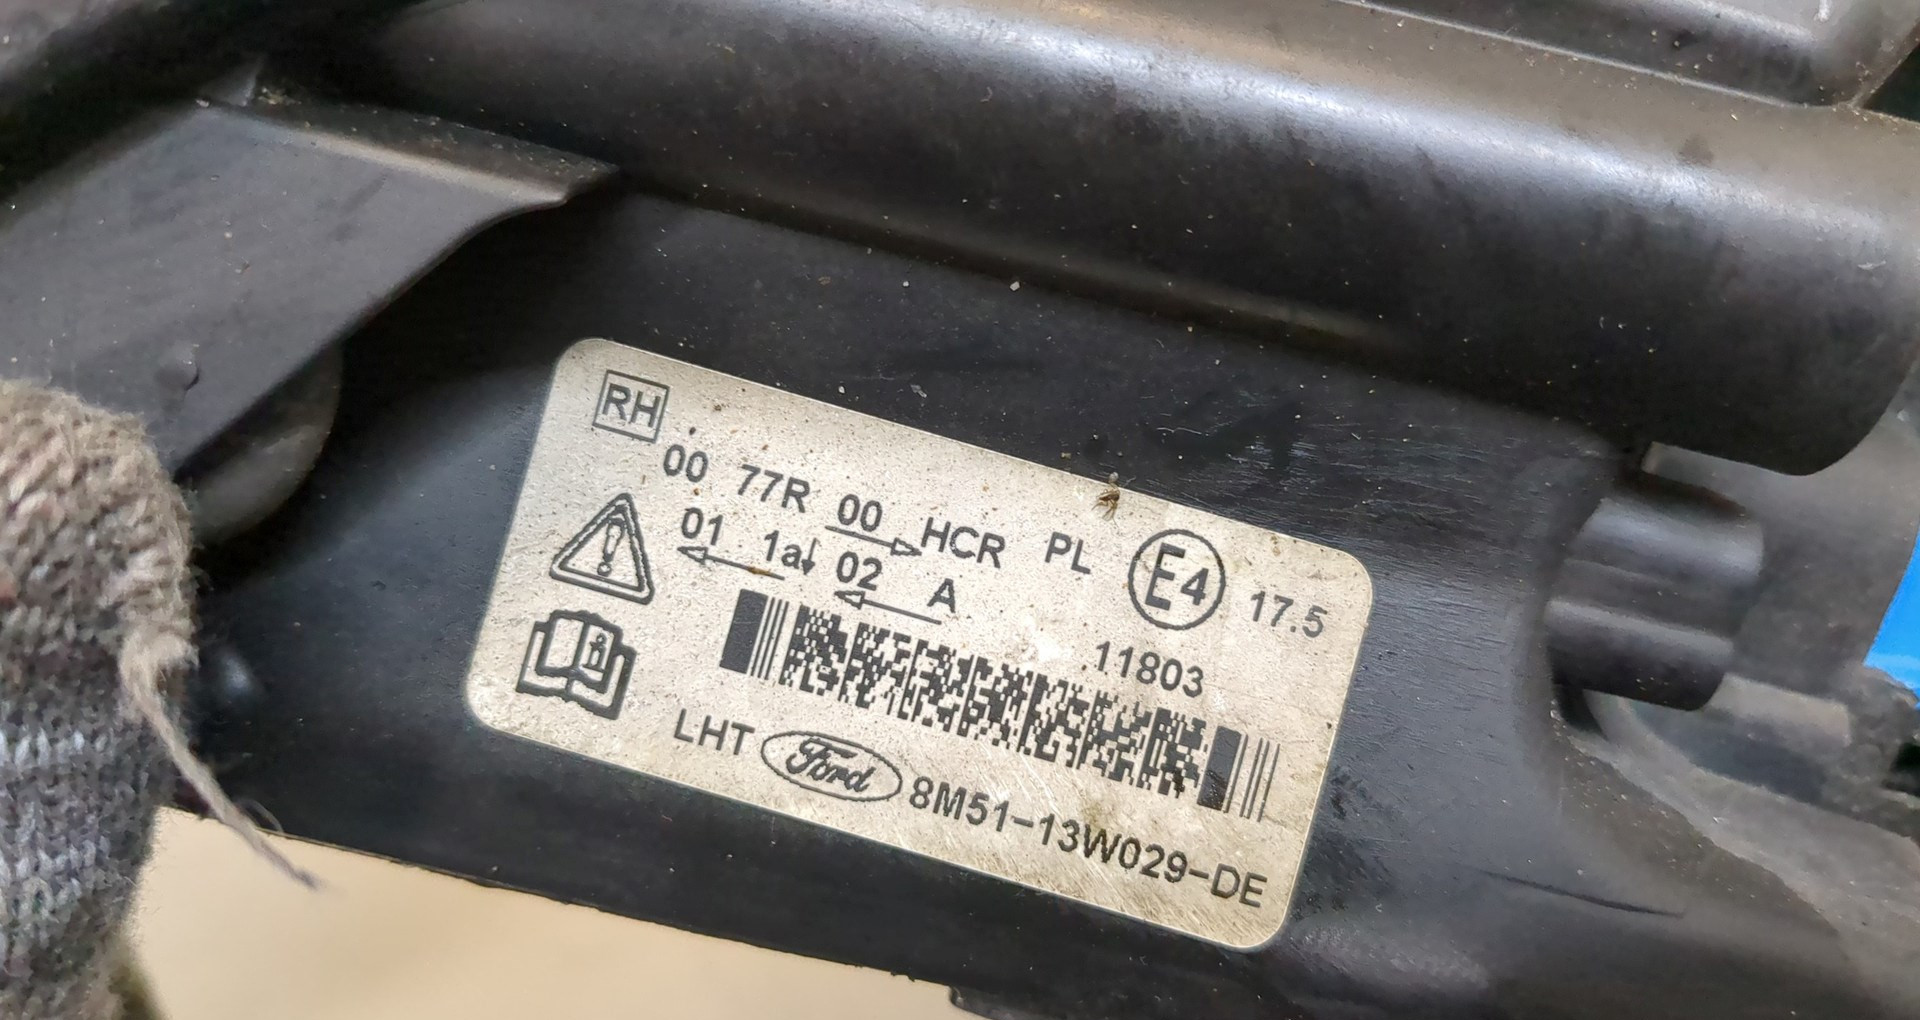 RH
00 77R 00 HCR PL E4 17.5
01 1a 02 A
11803
LHT Ford 8M51-13W029-DE